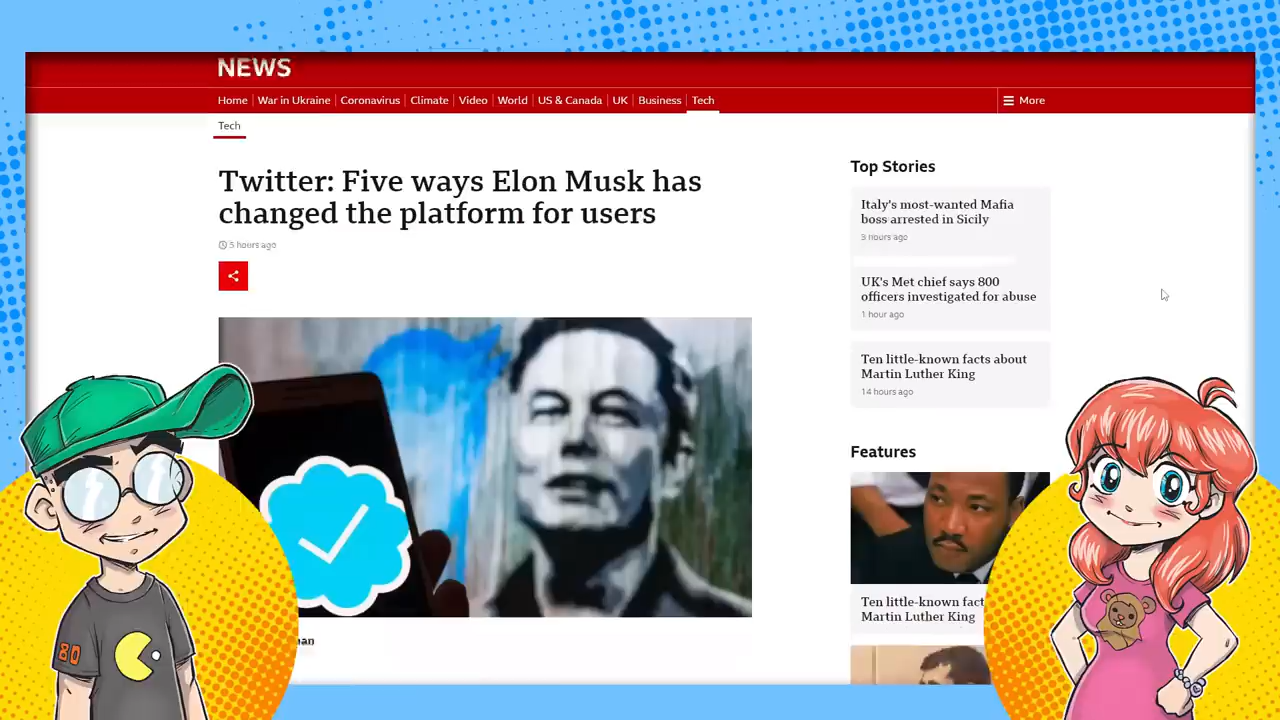 NEWS
Home
War in Ukraine
Coronavirus
Climate
Video
World
US & Canada
UK
Business
Tech
More
Tech
Twitter: Five ways Elon Musk has
changed the platform for users
5 hours ago
Top Stories
Italy's most-wanted Mafia
boss arrested in Sicily
3 hours ago
UK's Met chief says 800
officers investigated for abuse
1 hour ago
Ten little-known facts about
Martin Luther King
14 hours ago
Features
Ten little-known fact
Martin Luther King
80